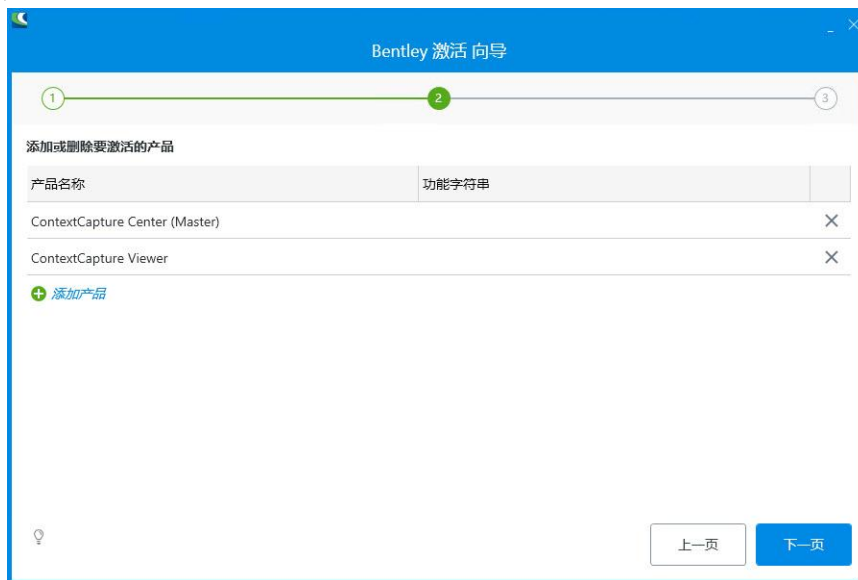 Bentley 激活 向导
1 2 3
添加或删除要激活的产品
产品名称 功能字符串
ContextCapture Center (Master)
ContextCapture Viewer
添加产品
上一页 下一页